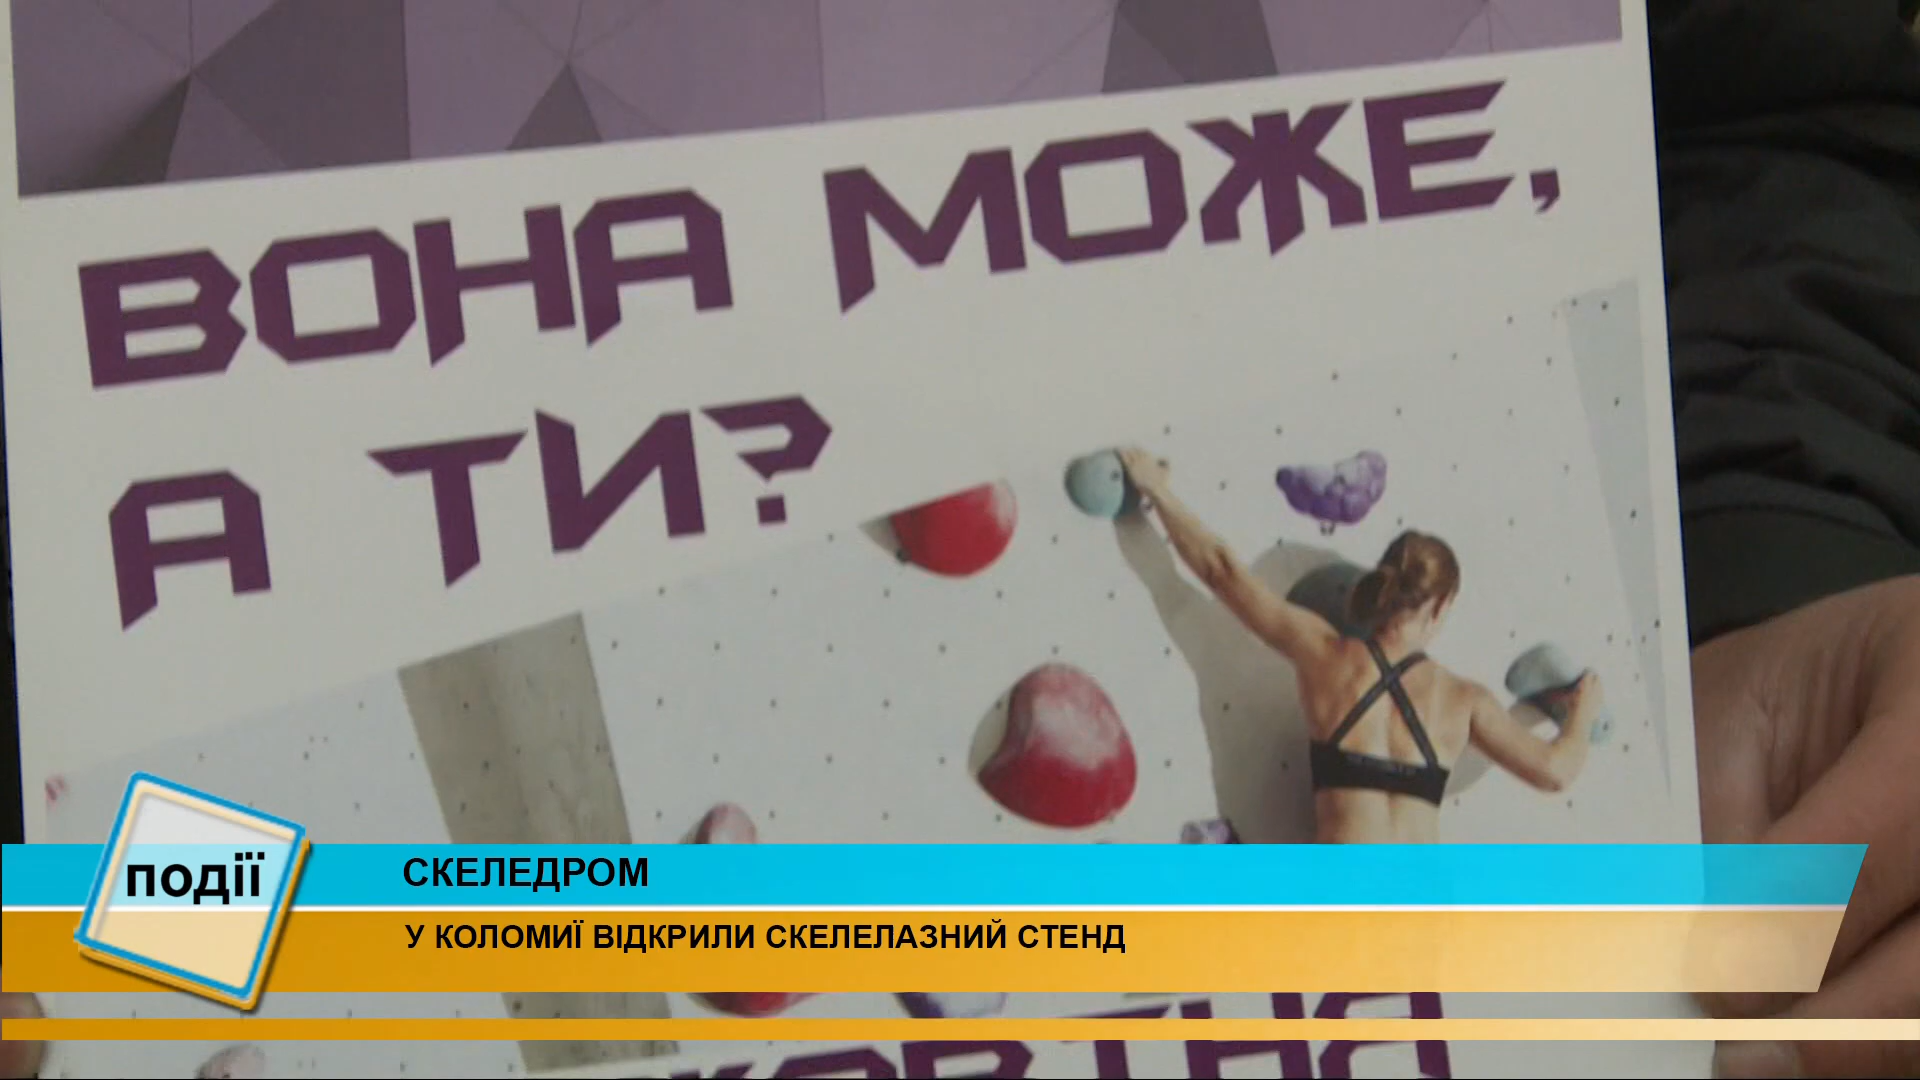 ВОНА МОЖЕ,
А ТИ?
події
СКЕЛЕДРОМ
У КОЛОМИЇ ВІДКРИЛИ СКЕЛЕЛАЗНИЙ СТЕНД